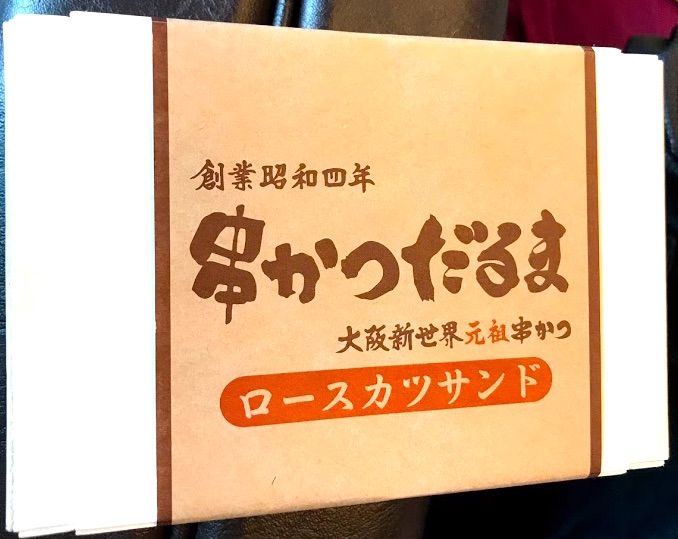 創業昭和四年
串かつだるま
大阪新世界元祖串かつ
ロースカツサンド